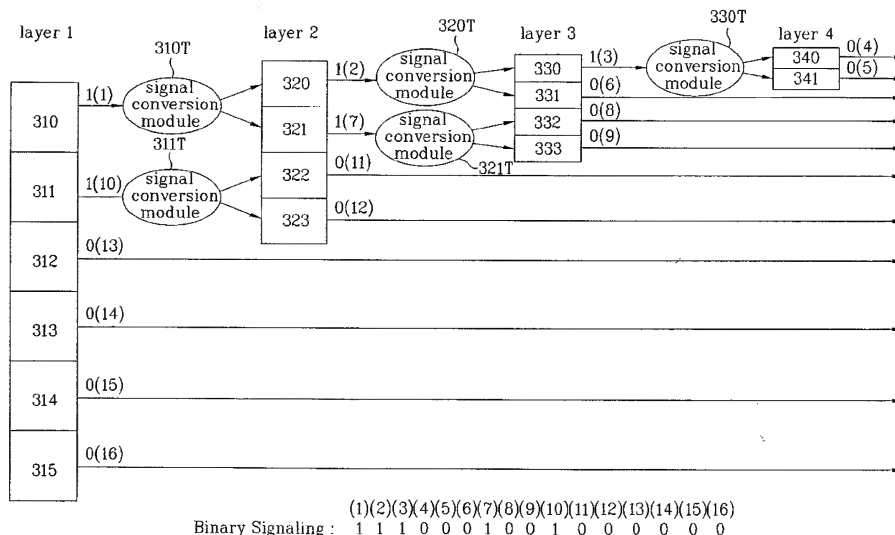 layer 1
310T
layer 2
320T
layer 3
330T
layer 4
310
1(1)
signal
conversion
module
320
1(2)
signal
conversion
module
330
1(3)
signal
conversion
module
340
0(4)
341
0(5)
331
0(6)
321
1(7)
signal
conversion
module
321T
332
0(8)
333
0(9)
311T
311
1(10)
signal
conversion
module
322
0(11)
323
0(12)
312
0(13)
313
0(14)
314
0(15)
315
0(16)
(1)(2)(3)(4)(5)(6)(7)(8)(9)(10)(11)(12)(13)(14)(15)(16)
Binary Signaling : 1 1 1 0 0 0 1 0 0 1 0 0 0 0 0 0